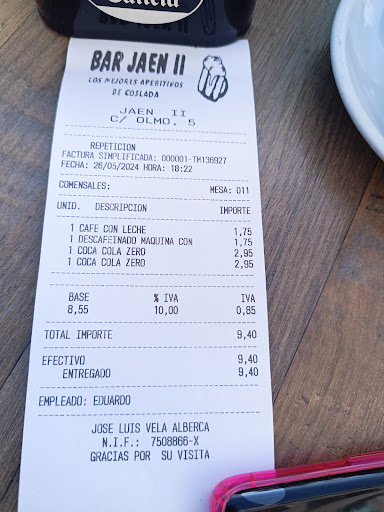 BAR JAEN II
LOS MEJORES APERITIVOS
DE COSLADA
JAEN II
C/ OLMO, 5
REPETICION
FACTURA SIMPLIFICADA: 000001-TM136927
FECHA: 26/05/2024 HORA: 18:22
COMENSALES: MESA: 011
UNID. DESCRIPCION IMPORTE
1 CAFE CON LECHE 1,75
1 DESCAFEINADO MAQUINA CON 1,75
1 COCA COLA ZERO 2,95
1 COCA COLA ZERO 2,95
BASE % IVA IVA
8,55 10,00 0,85
TOTAL IMPORTE 9,40
EFECTIVO 9,40
ENTREGADO 9,40
EMPLEADO: EDUARDO
JOSE LUIS VELA ALBERCA
N.I.F.: 7508866-X
GRACIAS POR SU VISITA